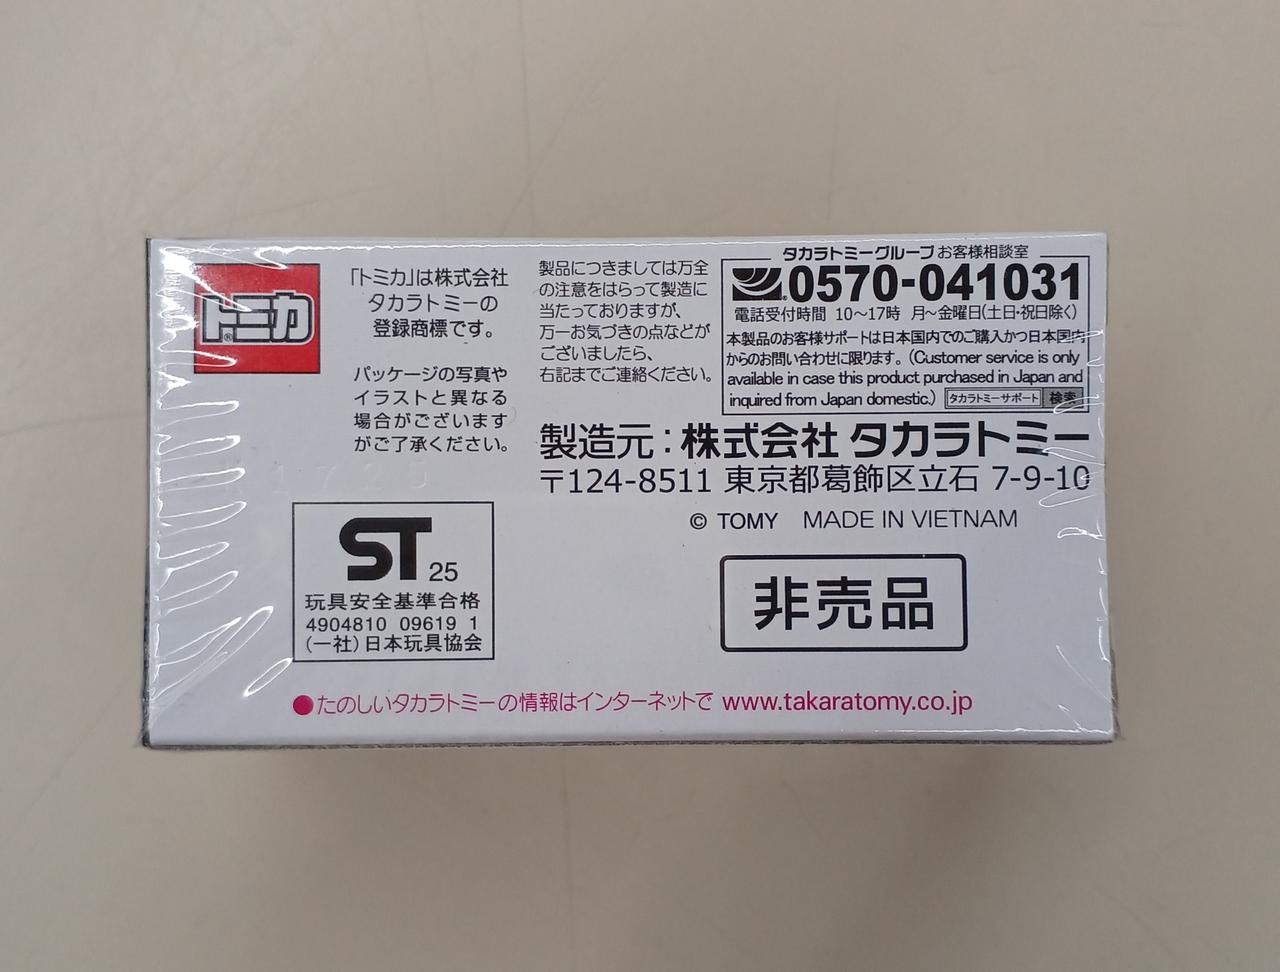 トミカ®
「トミカ」は株式会社
タカラトミーの
登録商標です。
パッケージの写真や
イラストと異なる
場合がございます
がご了承ください。
製品につきましては万全
の注意をはらって製造に
当たっておりますが、
万一お気づきの点などが
ございましたら、
右記までご連絡ください。
タカラトミーグループ お客様相談室
0570-041031
電話受付時間 10〜17時 月〜金曜日(土日・祝日除く)
本製品のお客様サポートは日本国内でのご購入かつ日本国内
からのお問い合わせに限ります。(Customer service is only
available in case this product purchased in Japan and
inquired from Japan domestic.) タカラトミーサポート 検索
製造元:株式会社 タカラトミー
〒124-8511 東京都葛飾区立石 7-9-10
© TOMY MADE IN VIETNAM
ST 25
玩具安全基準合格
4904810 09619 1
(一社)日本玩具協会
非売品
●たのしいタカラトミーの情報はインターネットで www.takaratomy.co.jp